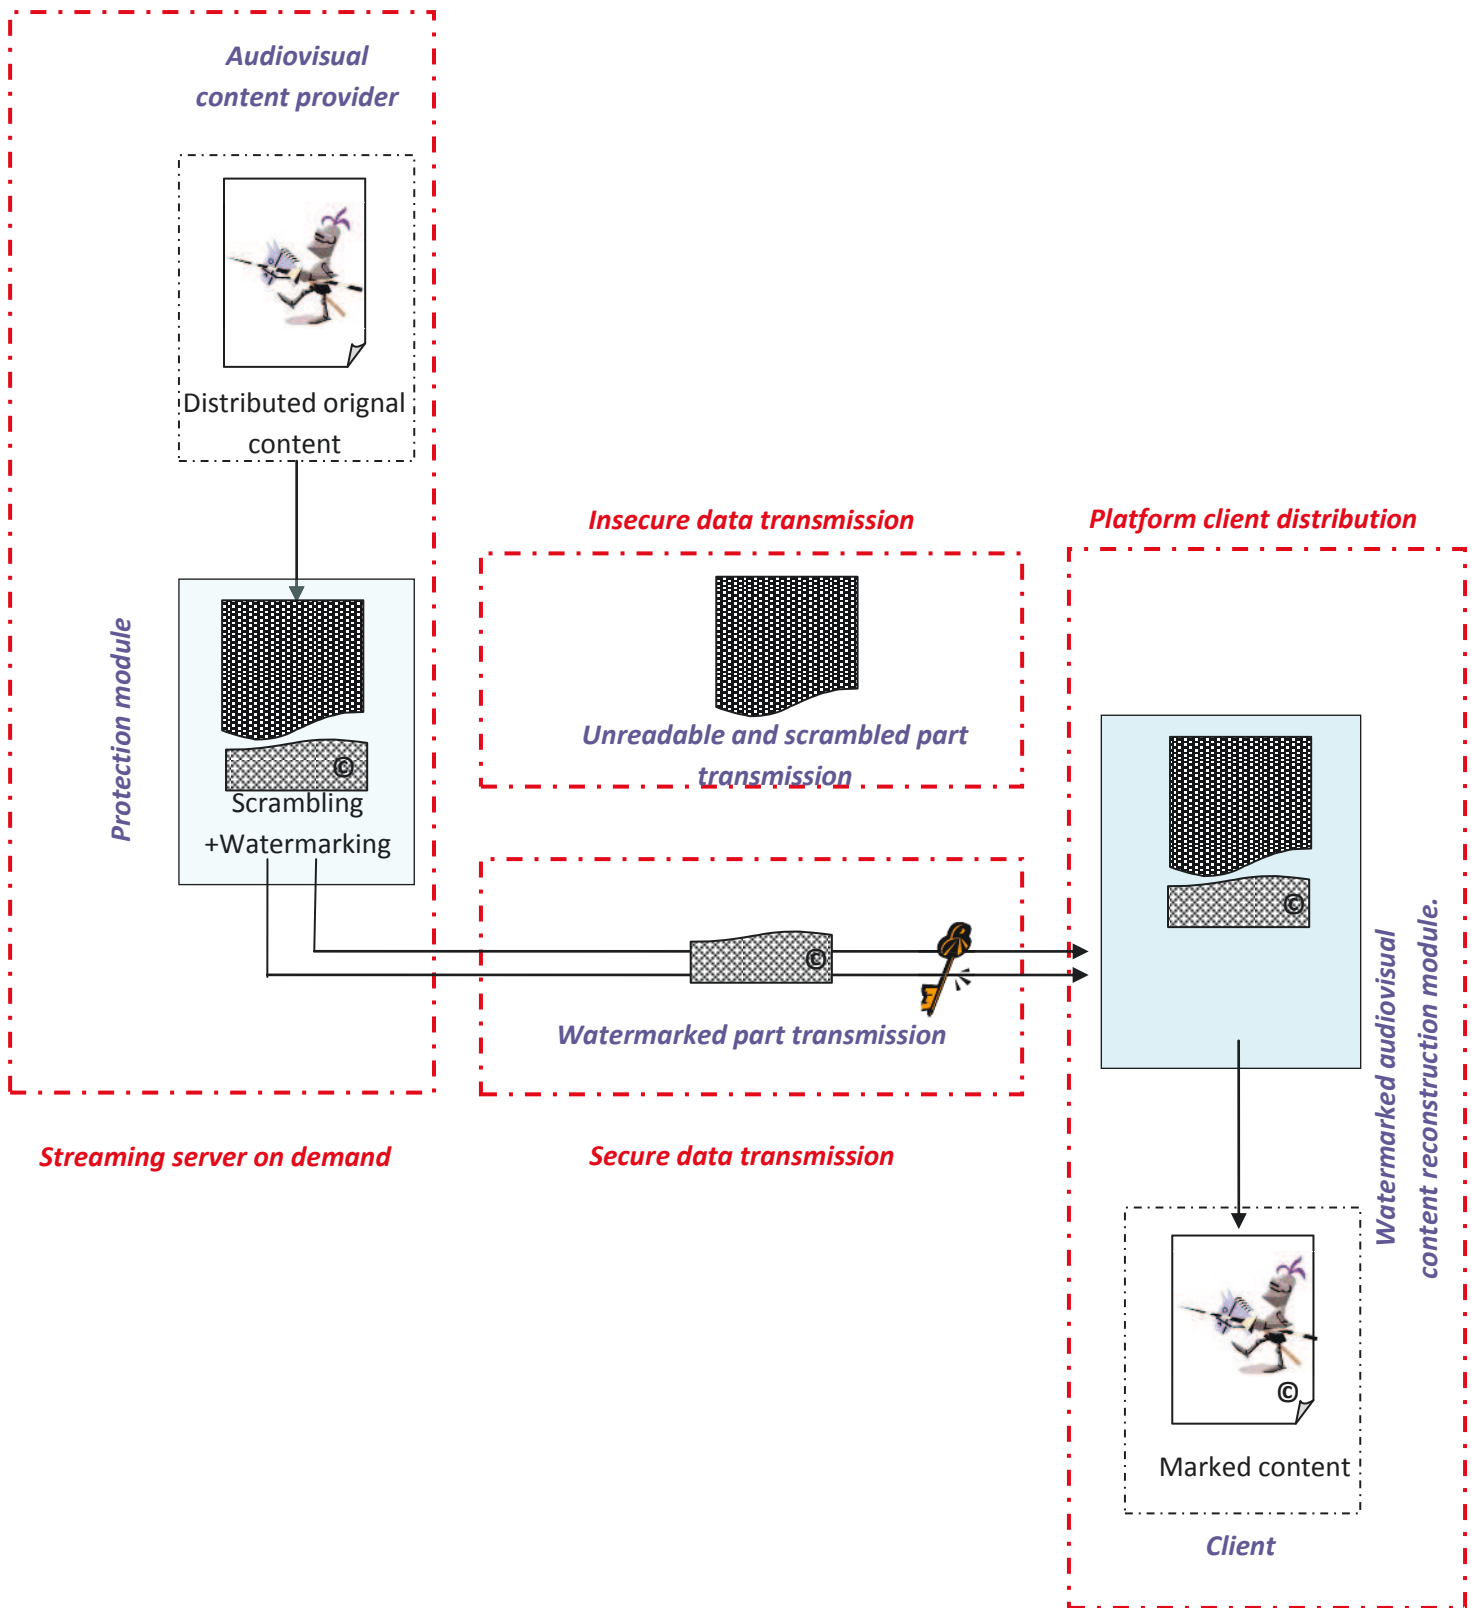 Audiovisual
content provider
Distributed orignal
content
Protection module
©
Scrambling
+Watermarking
Streaming server on demand
Insecure data transmission
Unreadable and scrambled part
transmission
©
Watermarked part transmission
Secure data transmission
Platform client distribution
©
Watermarked audiovisual
content reconstruction module.
©
Marked content
Client